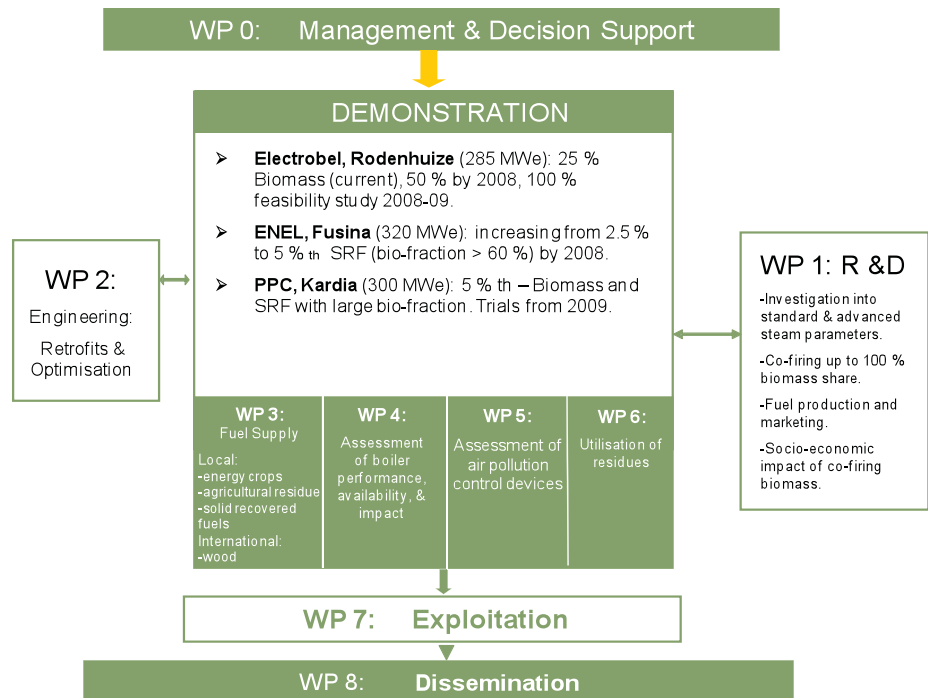 WP 0: Management & Decision Support
DEMONSTRATION
➢ Electrobel, Rodenhuize (285 MWe): 25 %
Biomass (current), 50 % by 2008, 100 %
feasibility study 2008-09.
➢ ENEL, Fusina (320 MWe): increasing from 2.5 %
to 5 % th SRF (bio-fraction > 60 %) by 2008.
➢ PPC, Kardia (300 MWe): 5 % th – Biomass and
SRF with large bio-fraction. Trials from 2009.
WP 2:
Engineering:
Retrofits &
Optimisation
WP 1: R &D
-Investigation into
standard & advanced
steam parameters.
-Co-firing up to 100 %
biomass share.
-Fuel production and
marketing.
-Socio-economic
impact of co-firing
biomass.
WP 3:
Fuel Supply
Local:
-energy crops
-agricultural residue
-solid recovered
fuels
International:
-wood
WP 4:
Assessment
of boiler
performance,
availability, &
impact
WP 5:
Assessment of
air pollution
control devices
WP 6:
Utilisation of
residues
WP 7: Exploitation
WP 8: Dissemination